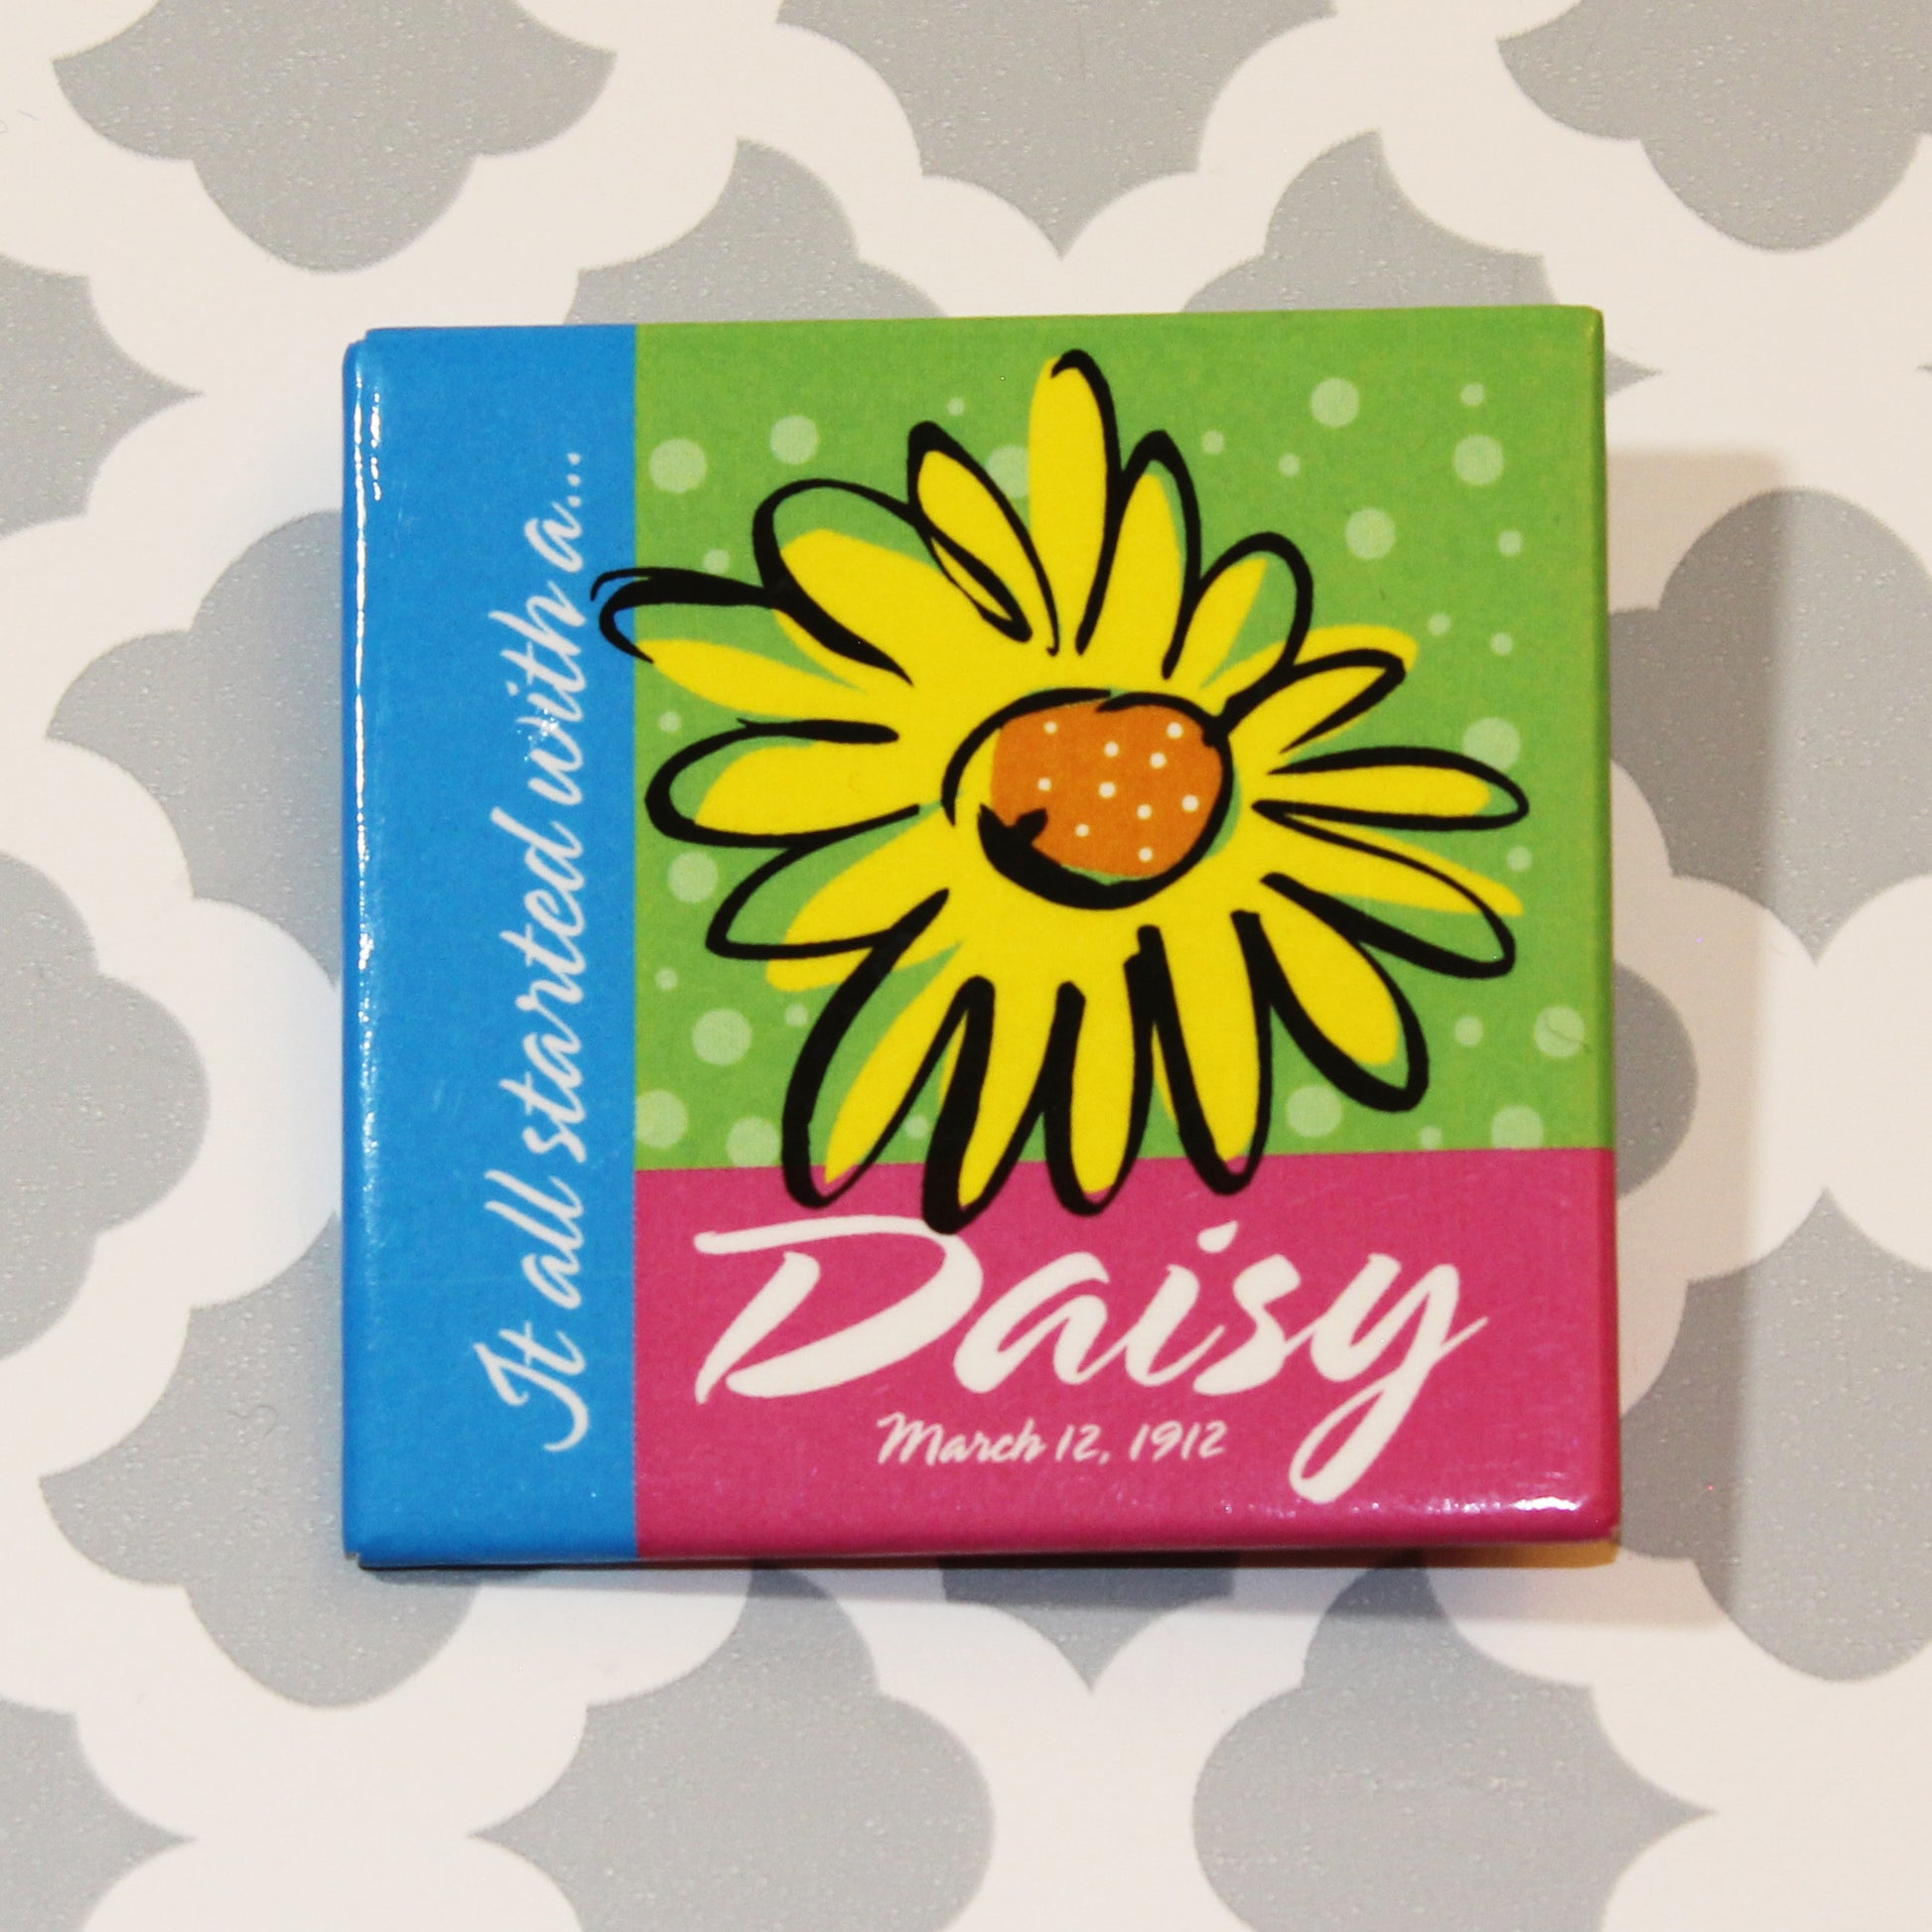 It all started with a...
Daisy
March 12, 1912